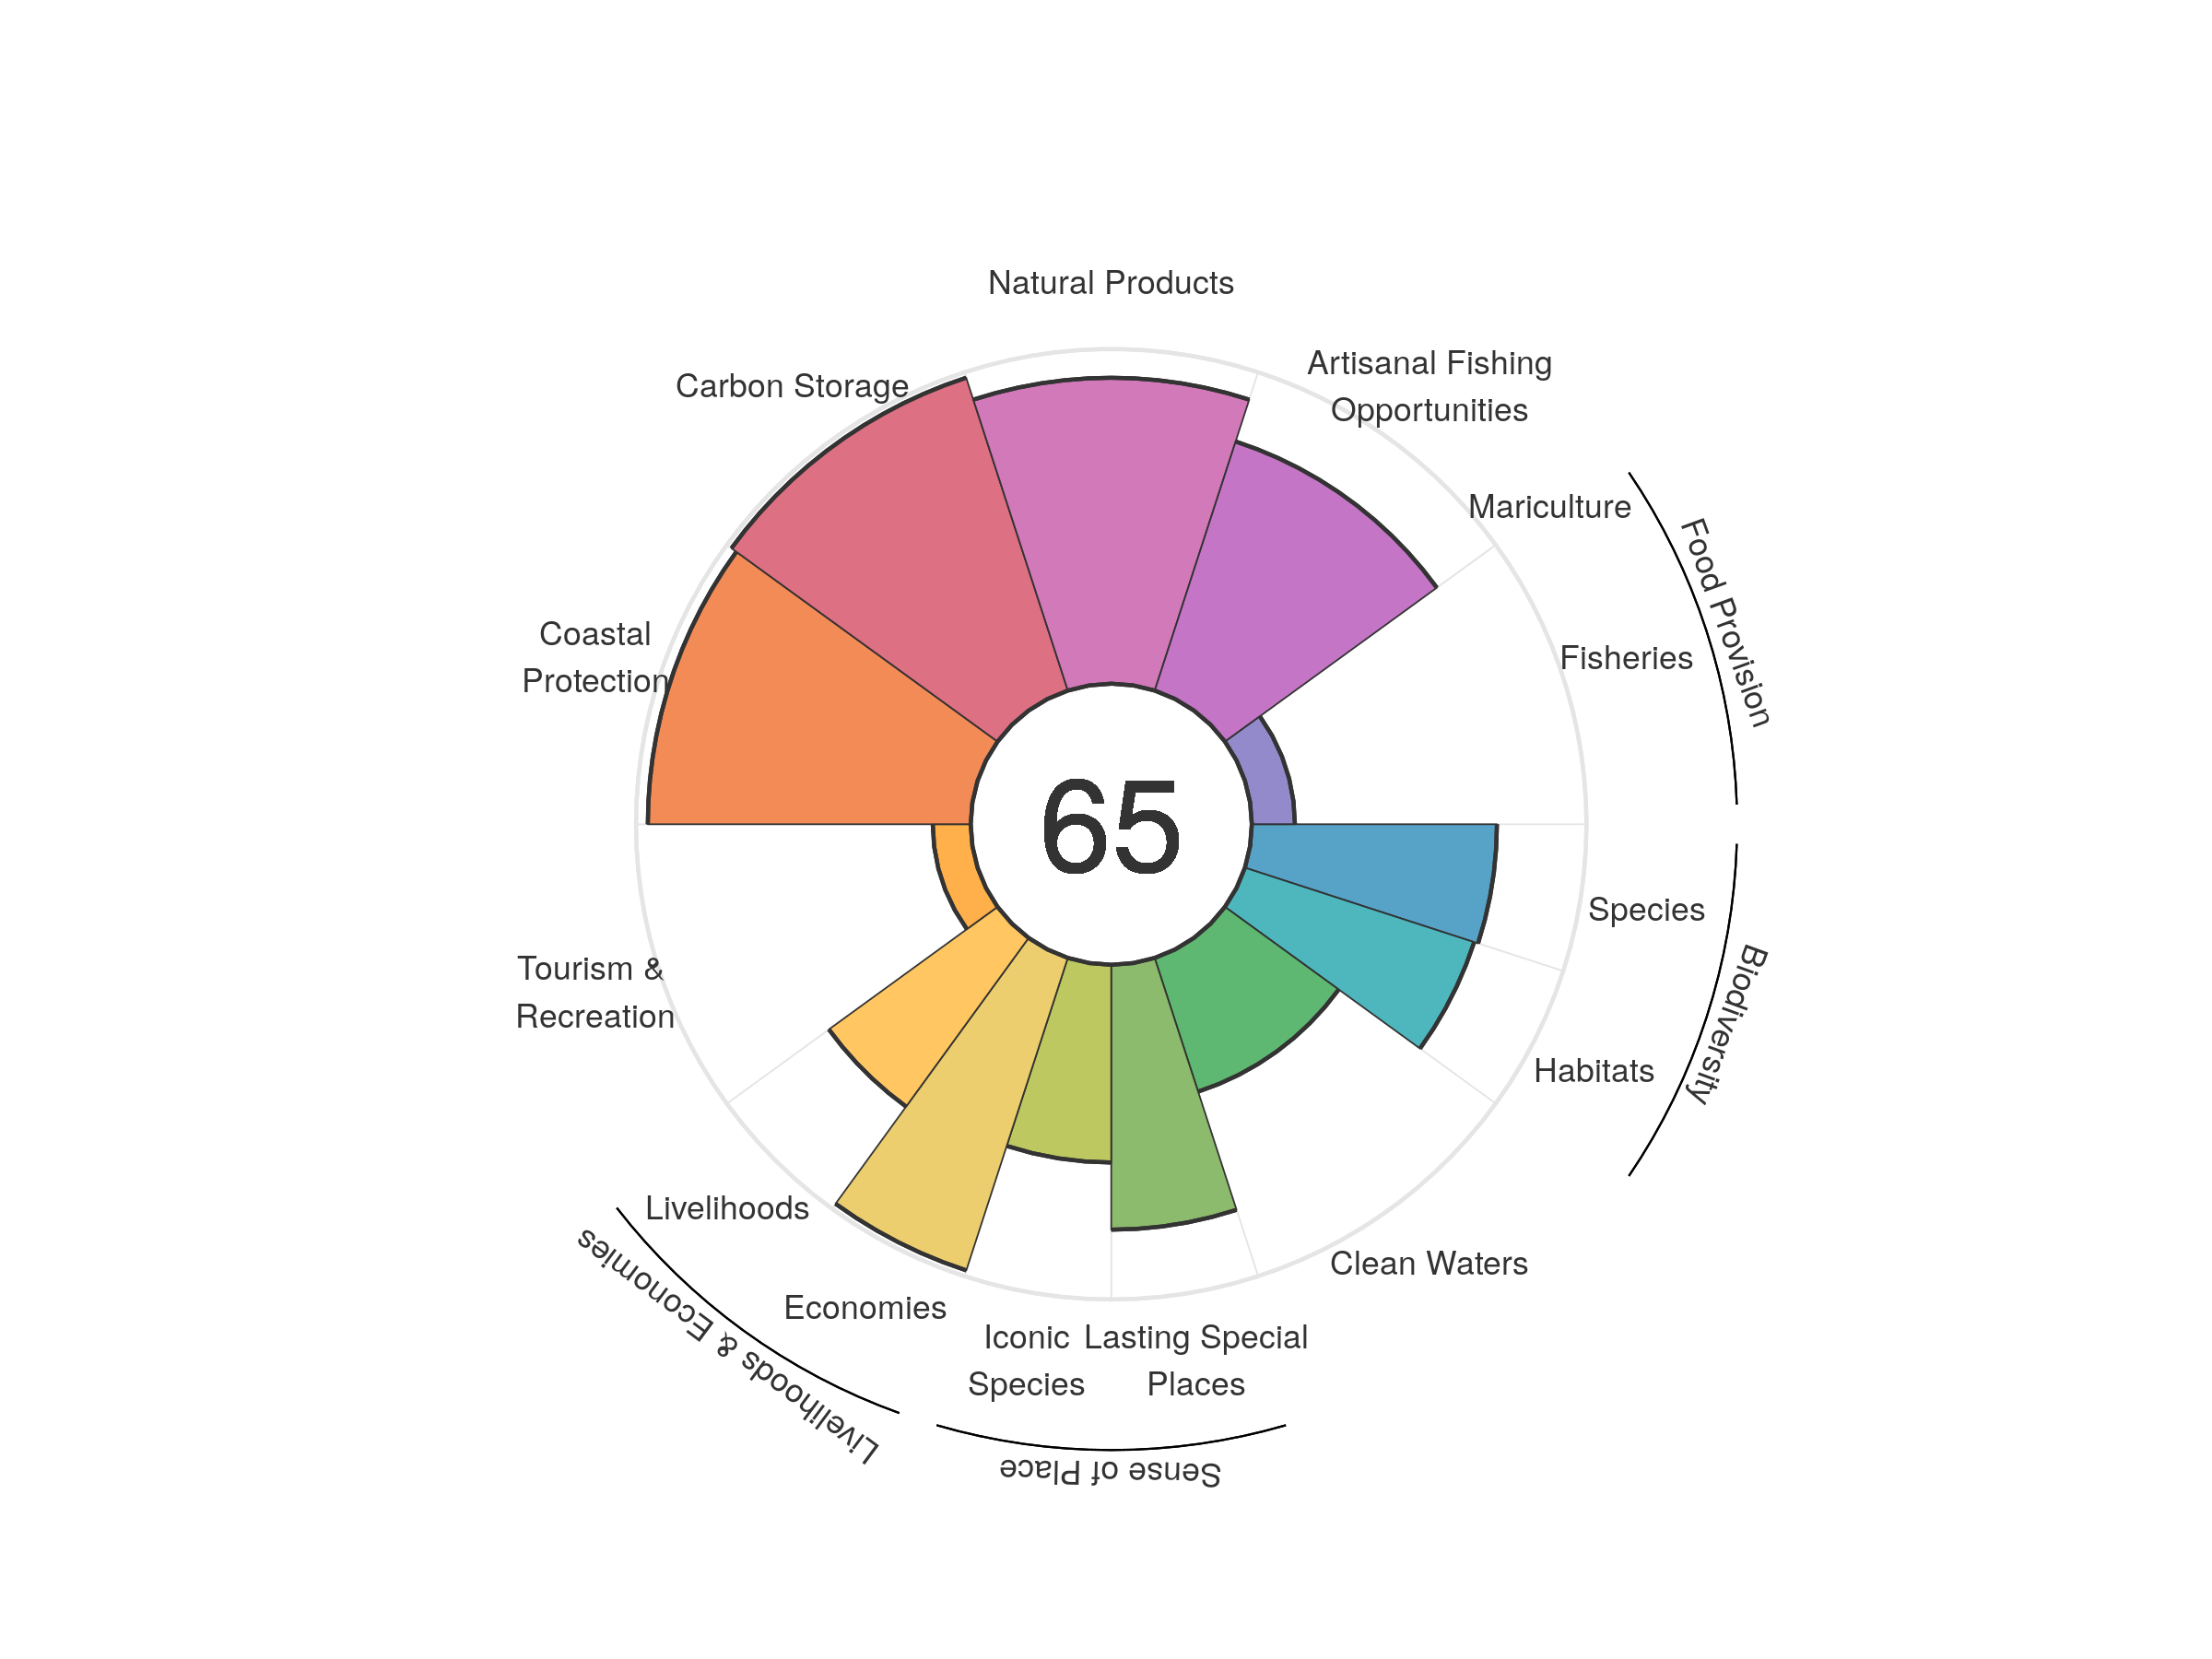 Natural Products
Artisanal Fishing
Opportunities
Carbon Storage
Mariculture
Food Provision
Fisheries
Coastal
Protection
65
Species
Biodiversity
Tourism &
Recreation
Habitats
Livelihoods
Clean Waters
Livelihoods & Economies
Economies
Iconic
Species
Lasting Special
Places
Sense of Place